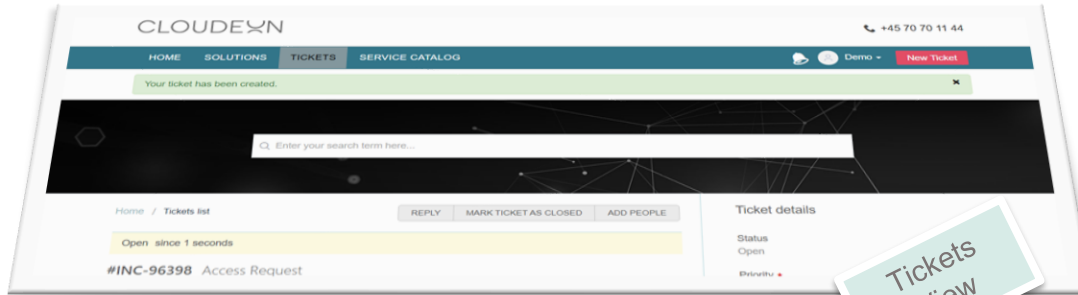 CLOUDEON
+45 70 70 11 44
HOME SOLUTIONS TICKETS SERVICE CATALOG Demo New Ticket
Your ticket has been created.
Enter your search term here...
Home / Tickets list
REPLY MARK TICKET AS CLOSED ADD PEOPLE
Open since 1 seconds
#INC-96398 Access Request
Ticket details
Status
Open
Priority
Tickets